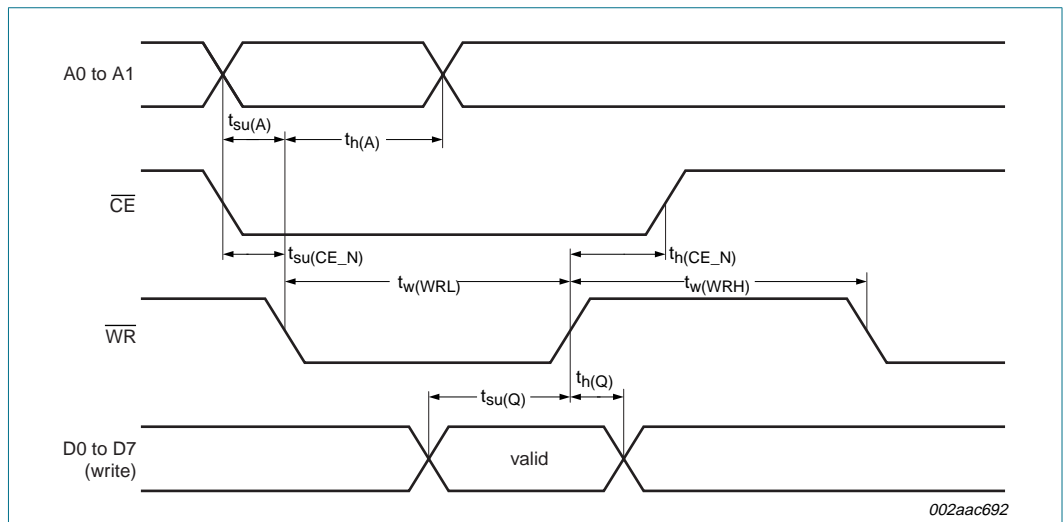 A0 to A1
tsu(A)
th(A)
CE
tsu(CE_N)
th(CE_N)
tw(WRL)
tw(WRH)
WR
tsu(Q)
th(Q)
D0 to D7
(write)
valid
002aac692